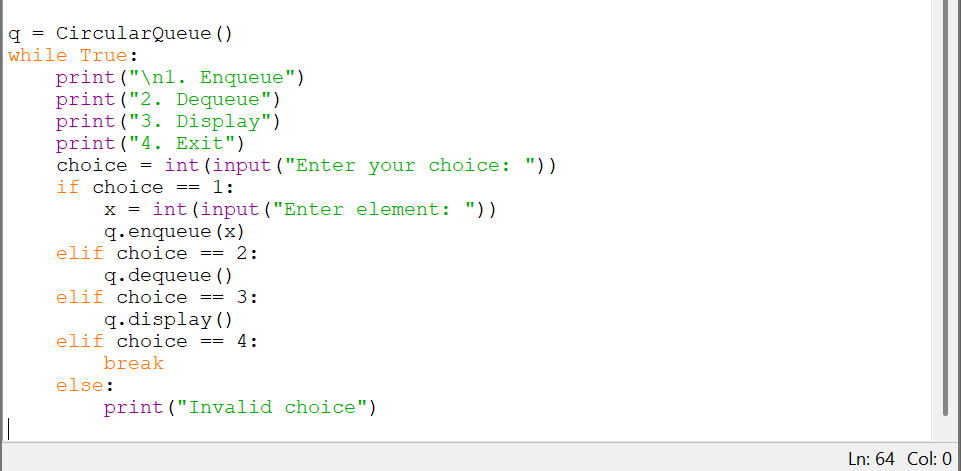 q = CircularQueue()
while True:
    print("\n1. Enqueue")
    print("2. Dequeue")
    print("3. Display")
    print("4. Exit")
    choice = int(input("Enter your choice: "))
    if choice == 1:
        x = int(input("Enter element: "))
        q.enqueue(x)
    elif choice == 2:
        q.dequeue()
    elif choice == 3:
        q.display()
    elif choice == 4:
        break
    else:
        print("Invalid choice")
Ln: 64 Col: 0